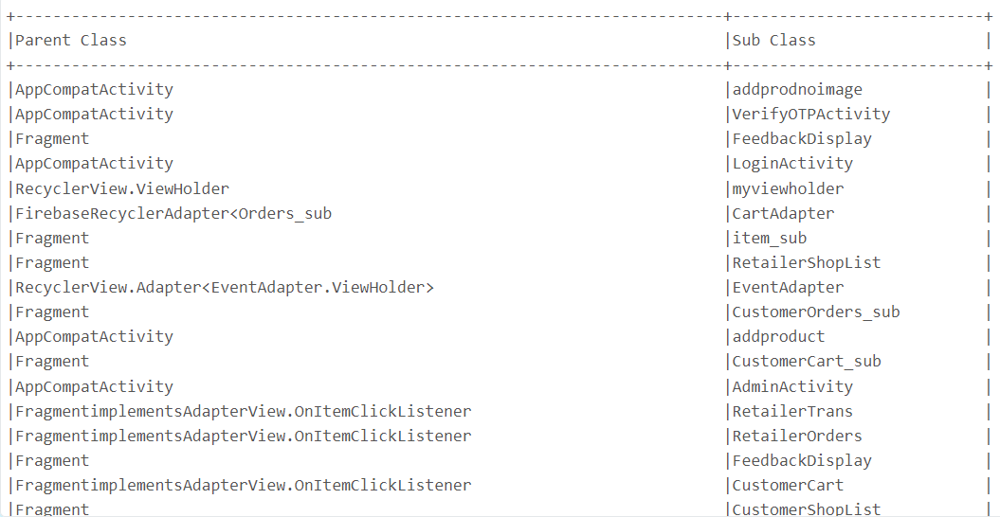 +----------------------------------------------------------------------------+---------------------------+
|Parent Class                                                                |Sub Class                  |
+----------------------------------------------------------------------------+---------------------------+
|AppCompatActivity                                                           |addprodnoimage             |
|AppCompatActivity                                                           |VerifyOTPActivity          |
|Fragment                                                                    |FeedbackDisplay            |
|AppCompatActivity                                                           |LoginActivity              |
|RecyclerView.ViewHolder                                                     |myviewholder               |
|FirebaseRecyclerAdapter<Orders_sub                                          |CartAdapter                |
|Fragment                                                                    |item_sub                   |
|Fragment                                                                    |RetailerShopList           |
|RecyclerView.Adapter<EventAdapter.ViewHolder>                               |EventAdapter               |
|Fragment                                                                    |CustomerOrders_sub         |
|AppCompatActivity                                                           |addproduct                 |
|Fragment                                                                    |CustomerCart_sub           |
|AppCompatActivity                                                           |AdminActivity              |
|FragmentimplementsAdapterView.OnItemClickListener                           |RetailerTrans              |
|FragmentimplementsAdapterView.OnItemClickListener                           |RetailerOrders             |
|Fragment                                                                    |FeedbackDisplay            |
|FragmentimplementsAdapterView.OnItemClickListener                           |CustomerCart               |
|Fragment                                                                    |CustomerShopList           |